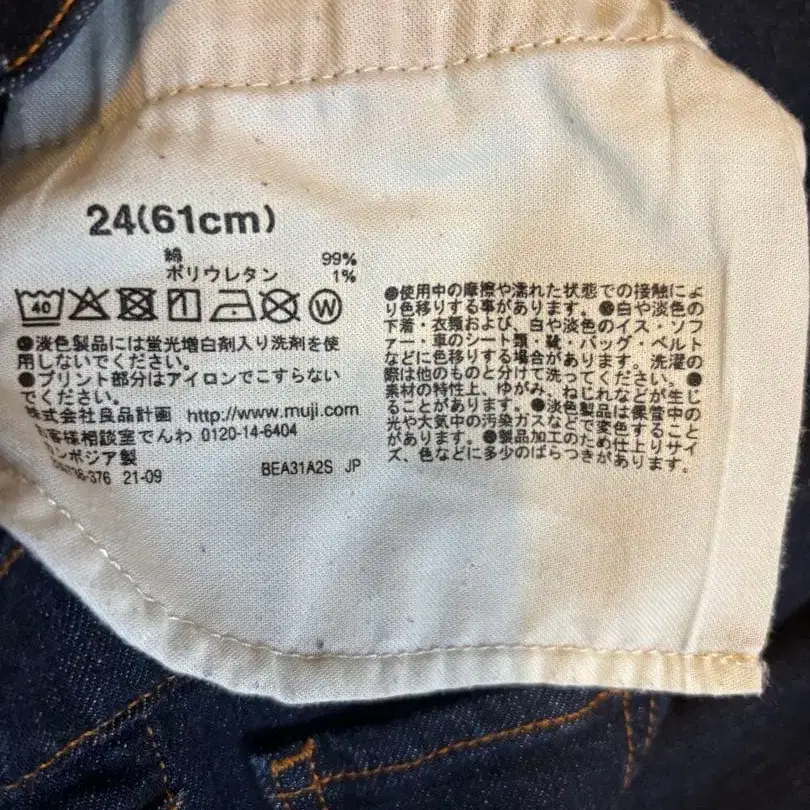 24(61cm)
綿 99%
ポリウレタン 1%
40
W
淡色製品には蛍光増白剤入り洗剤を使
用しないでください。
●プリント部分はアイロンでこすらない
でください。
株式会社良品計画 http://www.muji.com
お客様相談室でんわ 0120-14-6404
カンボジア製
376 21-09 BEA31A2S JP
●使用中の摩擦や濡れた状態での接触によ
り色移りする事があります。●白や淡色の
下着・衣類および、白や淡色のイス・ソフ
ァー・車のシート類・靴・バッグ・ベルト
などに色移りする場合があります。洗濯の
際は他のものと分けて洗ってください。●
素材の特性上、ゆがみ、ねじれなどが生じ
ることがあります。●淡色製品は保管中の
光や大気中の汚染ガスなどで変色すること
があります。●製品加工のため仕上りサイ
ズ、色などに多少のばらつきがあります。